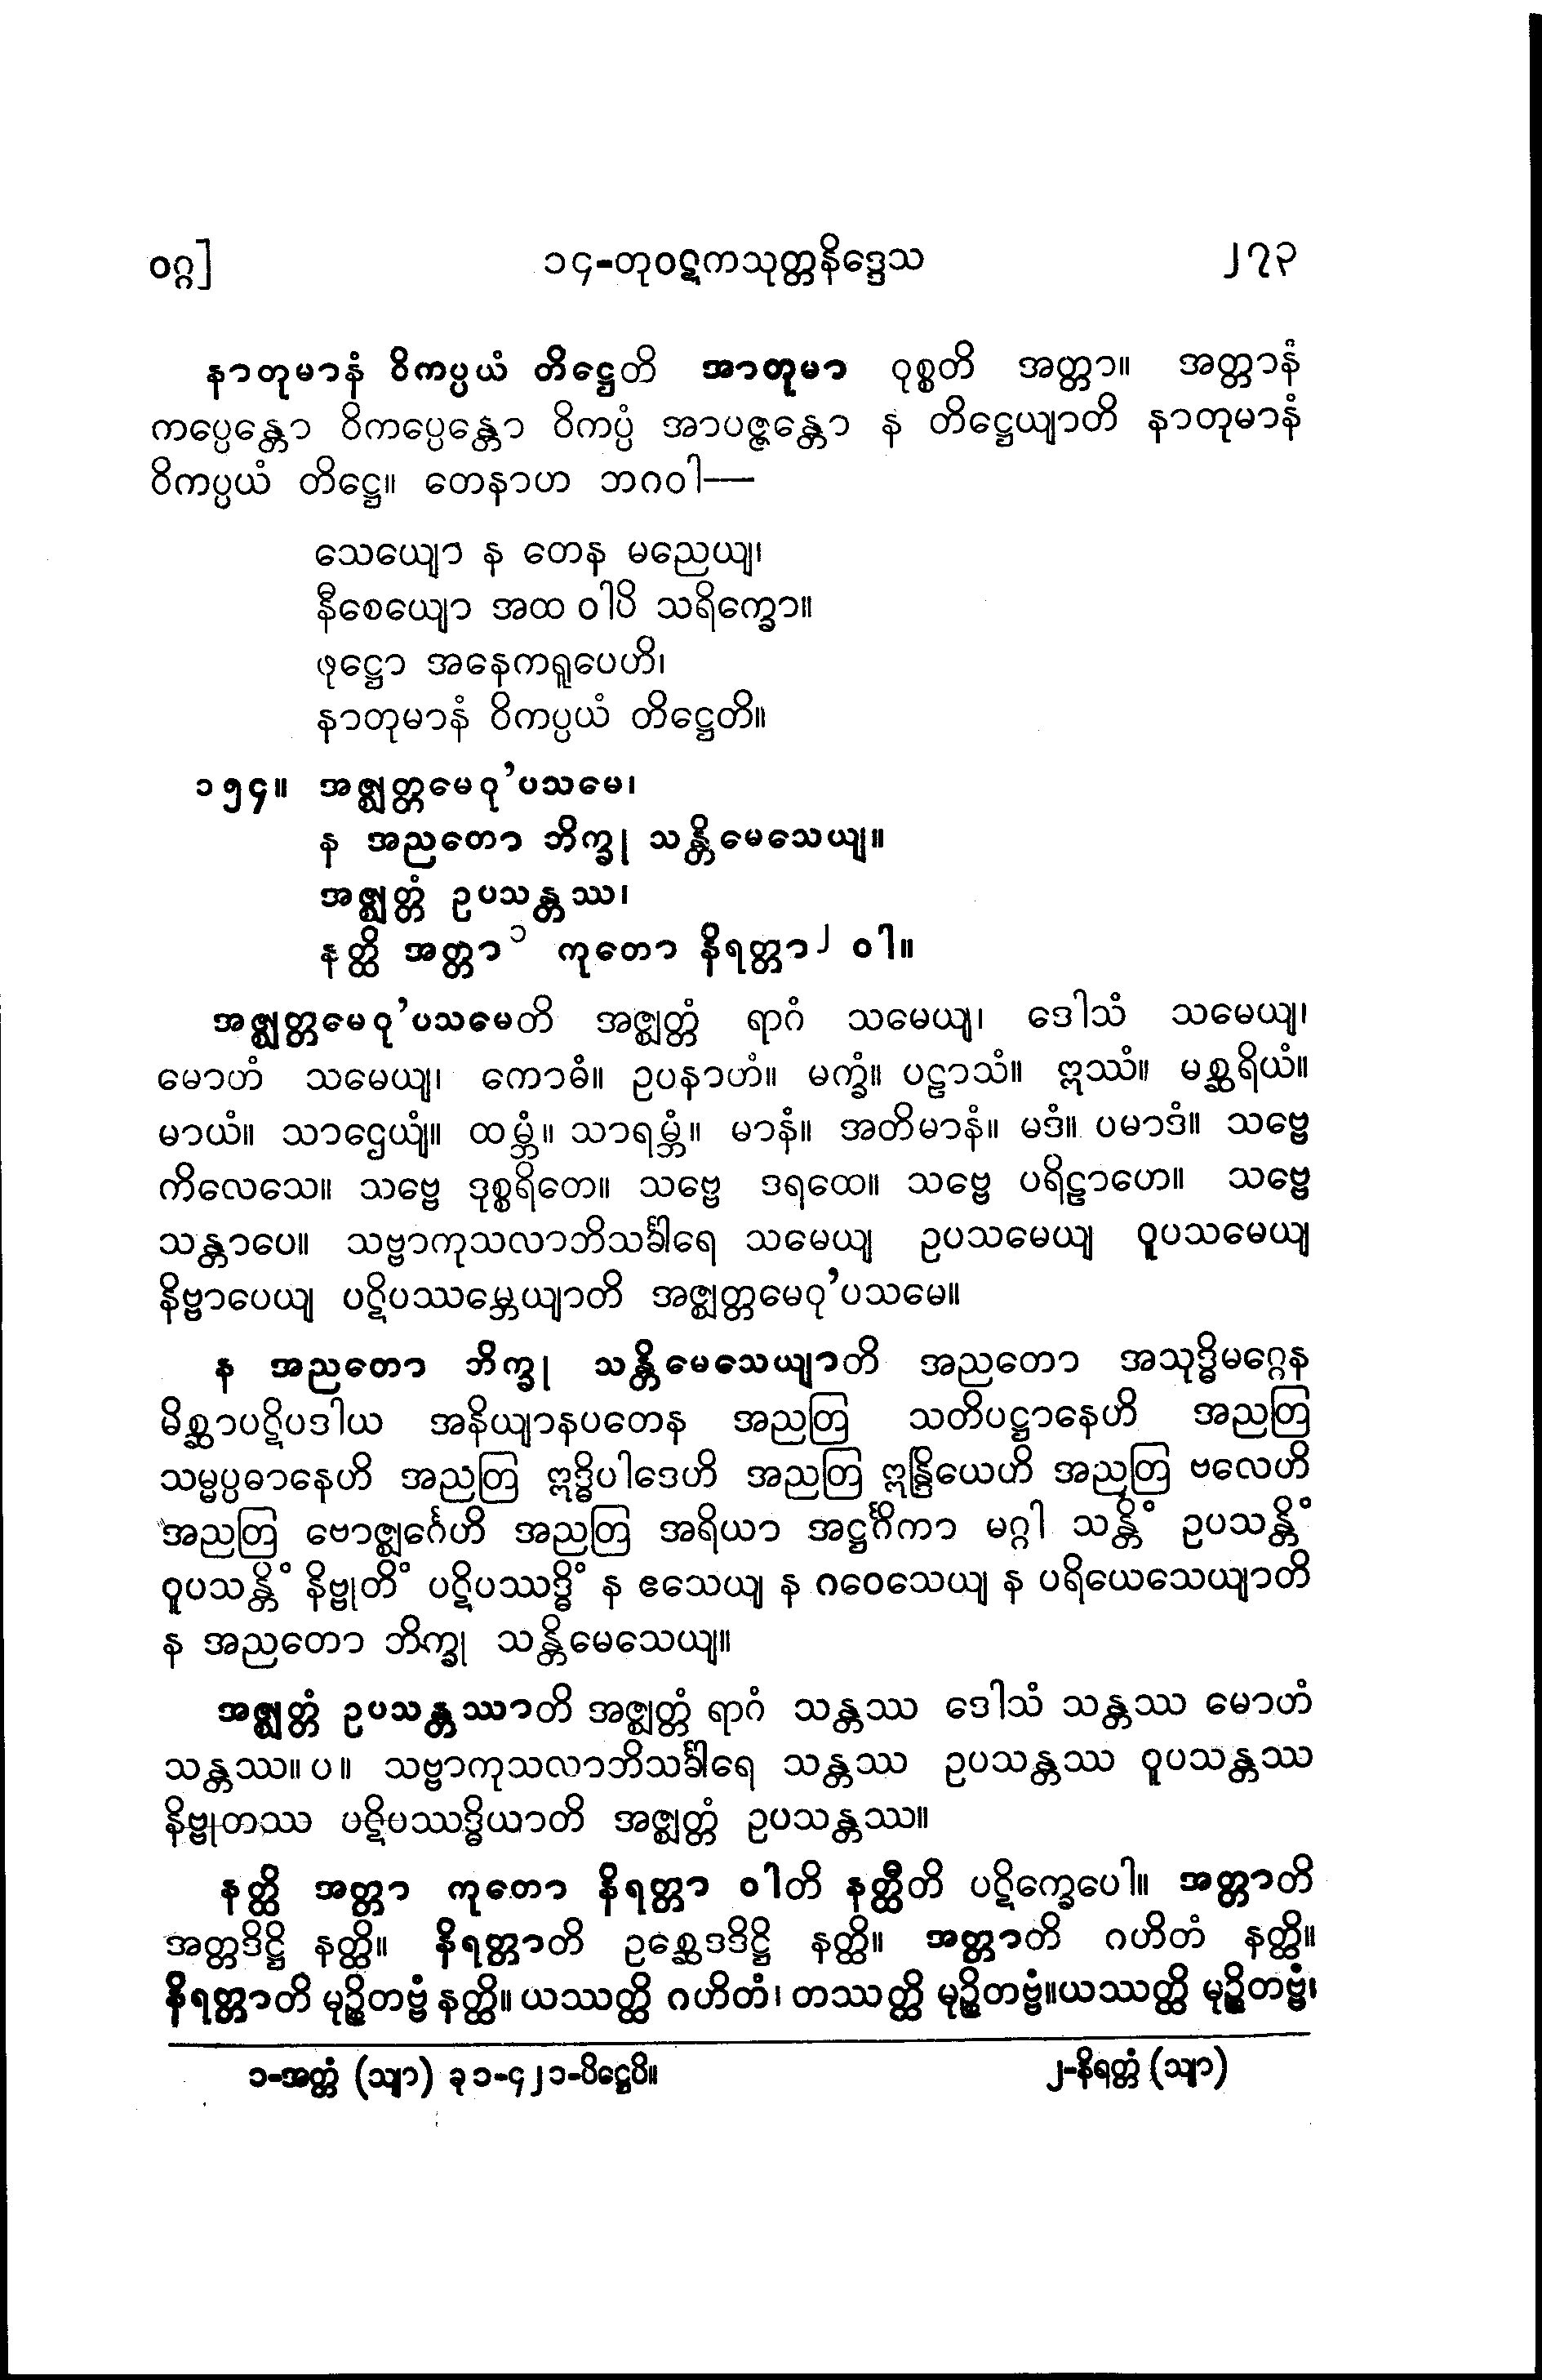 ဝဂ္ဂ] ၁၄-တုဝဋကသုတ္တနိဒ္ဒေသ ၂၇၃
နာတုမာနံ ဝိကပ္ပယံ တိဋ္ဌေတိ အာတုမာ ဝုစ္စတိ အတ္တာ။ အတ္တာနံ
ကပ္ပေန္တော ဝိကပ္ပေန္တော ဝိကပ္ပံ အာပဇ္ဇန္တော န တိဋ္ဌေယျာတိ နာတုမာနံ
ဝိကပ္ပယံ တိဋ္ဌေ။ တေနာဟ ဘဂဝါ—
သေယျော န တေန မညေယျ၊
နီစေယျော အထ ဝါပိ သရိက္ခော။
ဖုဋ္ဌော အနေကရူပေဟိ၊
နာတုမာနံ ဝိကပ္ပယံ တိဋ္ဌေတိ။
၁၅၄။ အဇ္ဈတ္တမေဝု’ပသမေ၊
န အညတော ဘိက္ခု သန္တိမေသေယျ။
အဇ္ဈတ္တံ ဥပသန္တဿ၊
နတ္ထိ အတ္တာ၁ ကုတော နိရတ္တာ၂ ဝါ။
အဇ္ဈတ္တမေဝု’ပသမေတိ အဇ္ဈတ္တံ ရာဂံ သမေယျ၊ ဒေါသံ သမေယျ၊
မောဟံ သမေယျ၊ ကောဓံ။ ဥပနာဟံ။ မက္ခံ။ ပဠာသံ။ ဣဿံ။ မစ္ဆရိယံ။
မာယံ။ သာဌေယျံ။ ထမ္ဘံ။ သာရမ္ဘံ။ မာနံ။ အတိမာနံ။ မဒံ။ ပမာဒံ။ သဗ္ဗေ
ကိလေသေ။ သဗ္ဗေ ဒုစ္စရိတေ။ သဗ္ဗေ ဒရထေ။ သဗ္ဗေ ပရိဠာဟေ။ သဗ္ဗေ
သန္တာပေ။ သဗ္ဗာကုသလာဘိသင်္ခါရေ သမေယျ ဥပသမေယျ ဝူပသမေယျ
နိဗ္ဗာပေယျ ပဋိပဿမ္ဘေယျာတိ အဇ္ဈတ္တမေဝု’ပသမေ။
န အညတော ဘိက္ခု သန္တိမေသေယျာတိ အညတော အသုဒ္ဓိမဂ္ဂေန
မိစ္ဆာပဋိပဒါယ အနိယျာနပတေန အညတြ သတိပဋ္ဌာနေဟိ အညတြ
သမ္မပ္ပဓာနေဟိ အညတြ ဣဒ္ဓိပါဒေဟိ အညတြ ဣန္ဒြိယေဟိ အညတြ ဗလေဟိ
အညတြ ဗောဇ္ဈင်္ဂေဟိ အညတြ အရိယာ အဋ္ဌင်္ဂိကာ မဂ္ဂါ သန္တိံ ဥပသန္တိံ
ဝူပသန္တိံ နိဗ္ဗုတိံ ပဋိပဿဒ္ဓိံ န ဧသေယျ န ဂဝေသေယျ န ပရိယေသေယျာတိ
န အညတော ဘိက္ခု သန္တိမေသေယျ။
အဇ္ဈတ္တံ ဥပသန္တဿာတိ အဇ္ဈတ္တံ ရာဂံ သန္တဿ ဒေါသံ သန္တဿ မောဟံ
သန္တဿ။ ပ။ သဗ္ဗာကုသလာဘိသင်္ခါရေ သန္တဿ ဥပသန္တဿ ဝူပသန္တဿ
နိဗ္ဗုတဿ ပဋိပဿဒ္ဓိယာတိ အဇ္ဈတ္တံ ဥပသန္တဿ။
နတ္ထိ အတ္တာ ကုတော နိရတ္တာ ဝါတိ နတ္ထီတိ ပဋိက္ခေပေါ။ အတ္တာတိ
အတ္တဒိဋ္ဌိ နတ္ထိ။ နိရတ္တာတိ ဥစ္ဆေဒဒိဋ္ဌိ နတ္ထိ။ အတ္တာတိ ဂဟိတံ နတ္ထိ။
နိရတ္တာတိ မုဉ္စိတဗ္ဗံ နတ္ထိ။ ယဿတ္ထိ ဂဟိတံ၊ တဿတ္ထိ မုဉ္စိတဗ္ဗံ။ယဿတ္ထိ မုဉ္စိတဗ္ဗံ၊
၁-အတ္တံ (သျာ) ခု ၁-၄၂၁-ပိဋ္ဌေပိ။ ၂-နိရတ္တံ (သျာ)